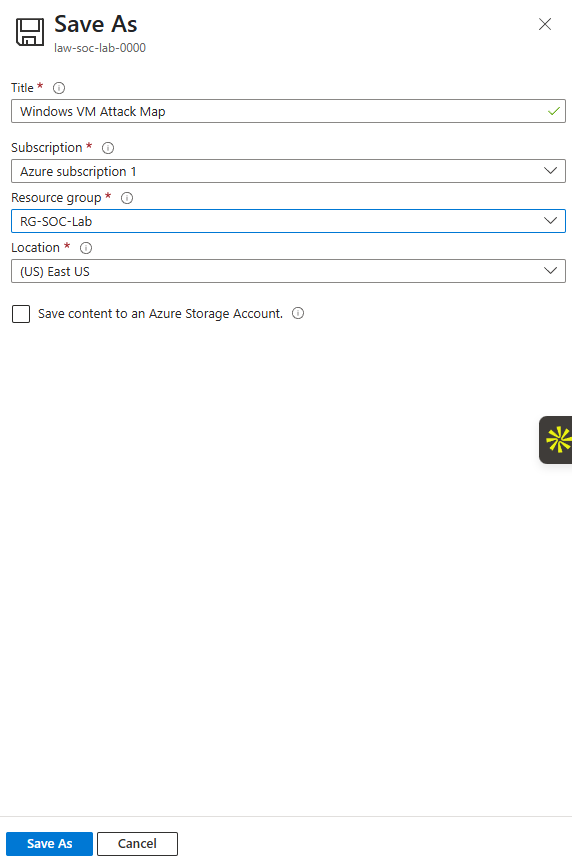 Save As
law-soc-lab-0000
Title *
Windows VM Attack Map
Subscription *
Azure subscription 1
Resource group *
RG-SOC-Lab
Location *
(US) East US
Save content to an Azure Storage Account.
Save As Cancel